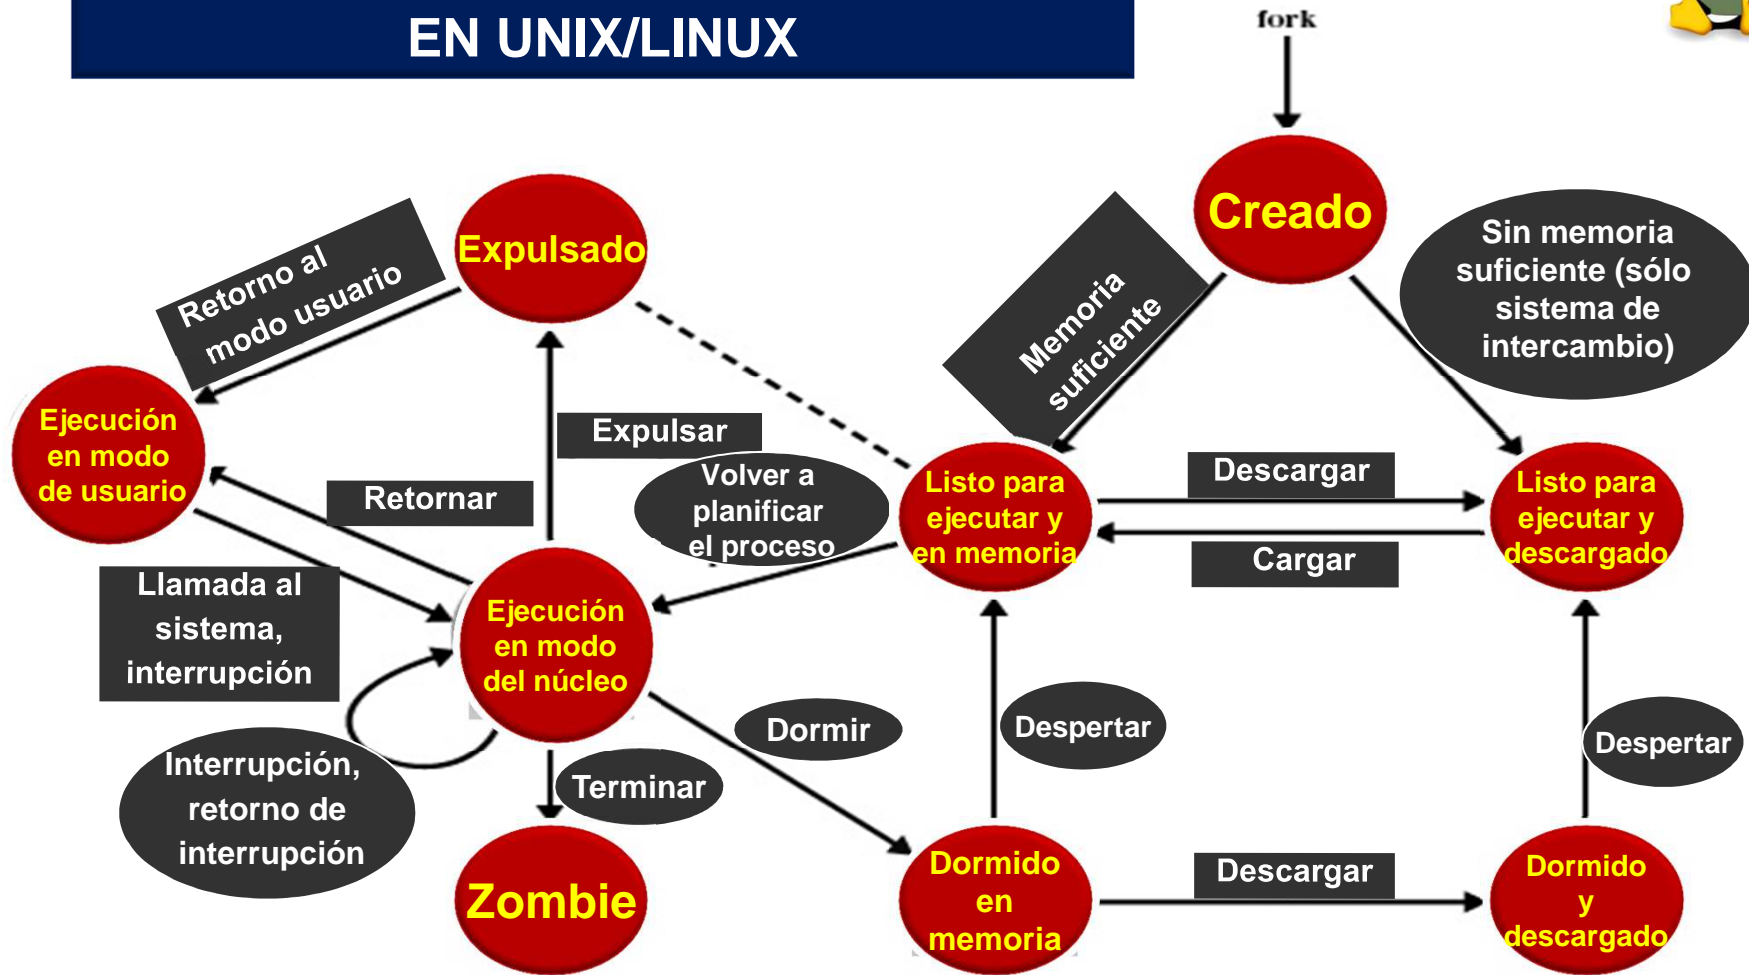 EN UNIX/LINUX
fork
Creado
Sin memoria
suficiente (sólo
sistema de
intercambio)
Memoria
suficiente
Expulsado
Retorno al
modo usuario
Ejecución
en modo
de usuario
Expulsar
Retornar
Volver a
planificar
el proceso
Listo para
ejecutar y
en memoria
Descargar
Cargar
Listo para
ejecutar y
descargado
Llamada al
sistema,
interrupción
Ejecución
en modo
del núcleo
Interrupción,
retorno de
interrupción
Terminar
Dormir
Despertar
Despertar
Zombie
Dormido
en
memoria
Descargar
Dormido
y
descargado